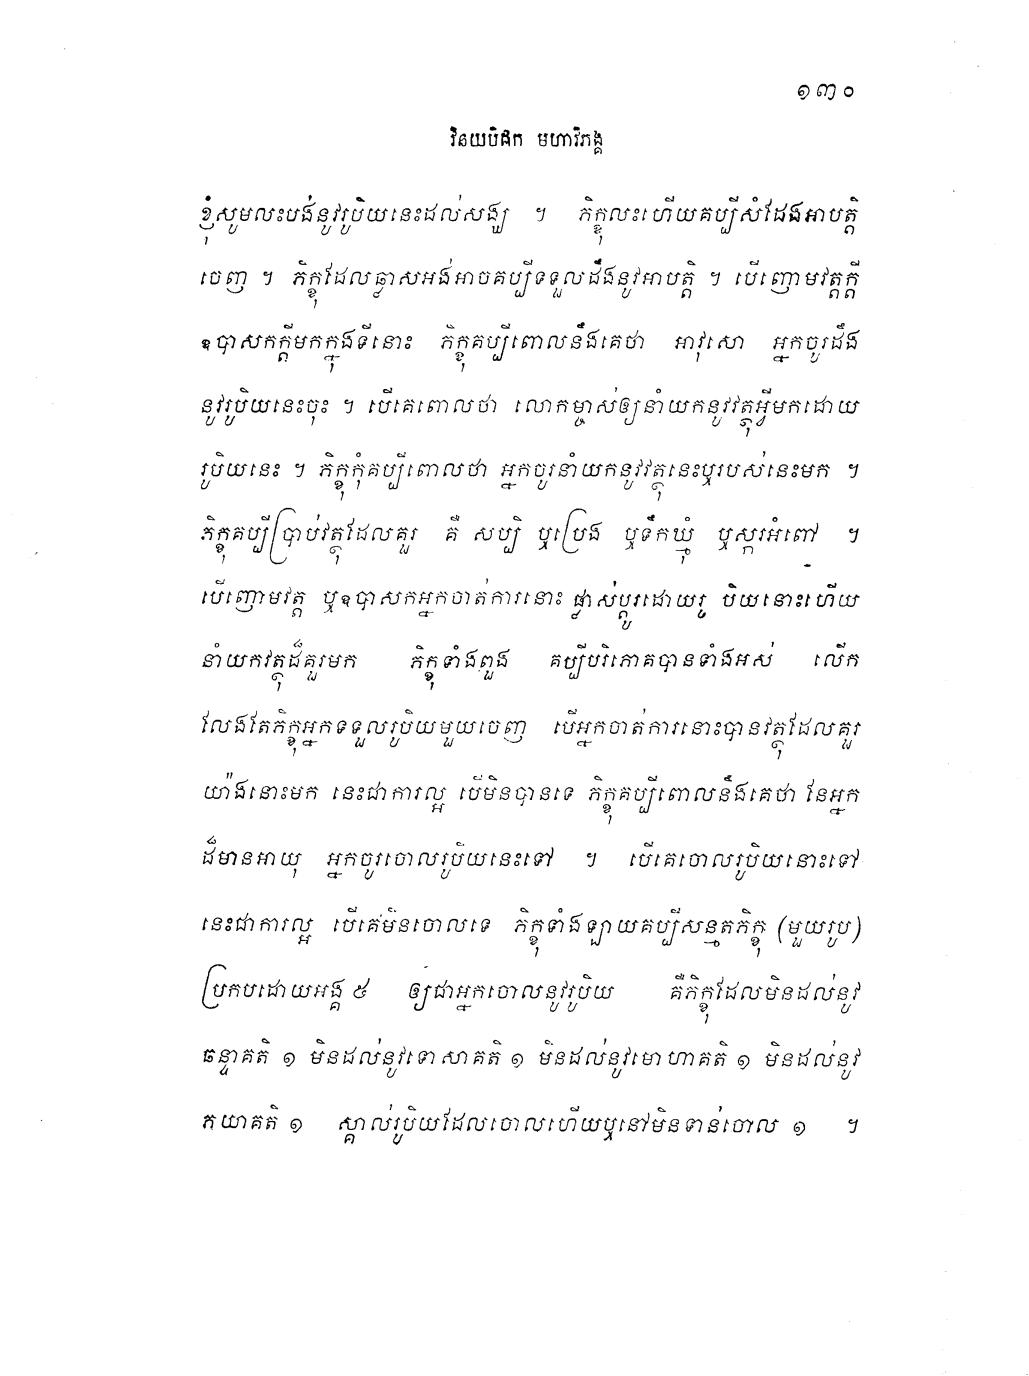 ១៣០
វិនយបិដក មហាវិភង្គ
ខ្ញុំសូមលះបង់នូវរូបិយនេះដល់សង្ឃ ។ ភិក្ខុលះហើយគប្បីសំដែងអាបត្តិ
ចេញ ។ ភិក្ខុដែលឆ្លាសអង់អាចគប្បីទទួលដឹងនូវអាបត្តិ ។ បើញោមវត្តក្តី
ឧបាសកក្តីមកក្នុងទីនោះ ភិក្ខុគប្បីពោលនឹងគេថា អាវុសោ អ្នកចូរដឹង
នូវរូបិយនេះចុះ ។ បើគេពោលថា លោកម្ចាស់ឲ្យនាំយកនូវវត្ថុអ្វីមកដោយ
រូបិយនេះ ។ ភិក្ខុកុំគប្បីពោលថា អ្នកចូរនាំយកនូវវត្ថុនេះឬរបស់នេះមក ។
ភិក្ខុគប្បីប្រាប់វត្ថុដែលគួរ គឺ សប្បិ ឬប្រេង ឬទឹកឃ្មុំ ឬស្ករអំពៅ ។
បើញោមវត្ត ឬឧបាសកអ្នកចាត់ការនោះ ផ្លាស់ប្តូរដោយរូ បិយនោះហើយ
នាំយកវត្ថុដ៏គួរមក ភិក្ខុទាំងពួង គប្បីបរិភោគបានទាំងអស់ លើក
លែងតែភិក្ខុអ្នកទទួលរូបិយមួយចេញ បើអ្នកចាត់ការនោះបានវត្ថុដែលគួរ
យ៉ាងនោះមក នេះជាការល្អ បើមិនបានទេ ភិក្ខុគប្បីពោលនឹងគេថា នែអ្នក
ដ៏មានអាយុ អ្នកចូរចោលរូបិយនេះទៅ ។ បើគេចោលរូបិយនោះទៅ
នេះជាការល្អ បើគេមិនចោលទេ ភិក្ខុទាំងឡាយគប្បីសន្មតភិក្ខុ (មួយរូប)
ប្រកបដោយអង្គ ៥ ឲ្យជាអ្នកចោលនូវរូបិយ គឺភិក្ខុដែលមិនដល់នូវ
ឆន្ទាគតិ ១ មិនដល់នូវទោសាគតិ ១ មិនដល់នូវមោហាគតិ ១ មិនដល់នូវ
ភយាគតិ ១ ស្គាល់រូបិយដែលចោលហើយឬនៅមិនទាន់ចោល ១ ។